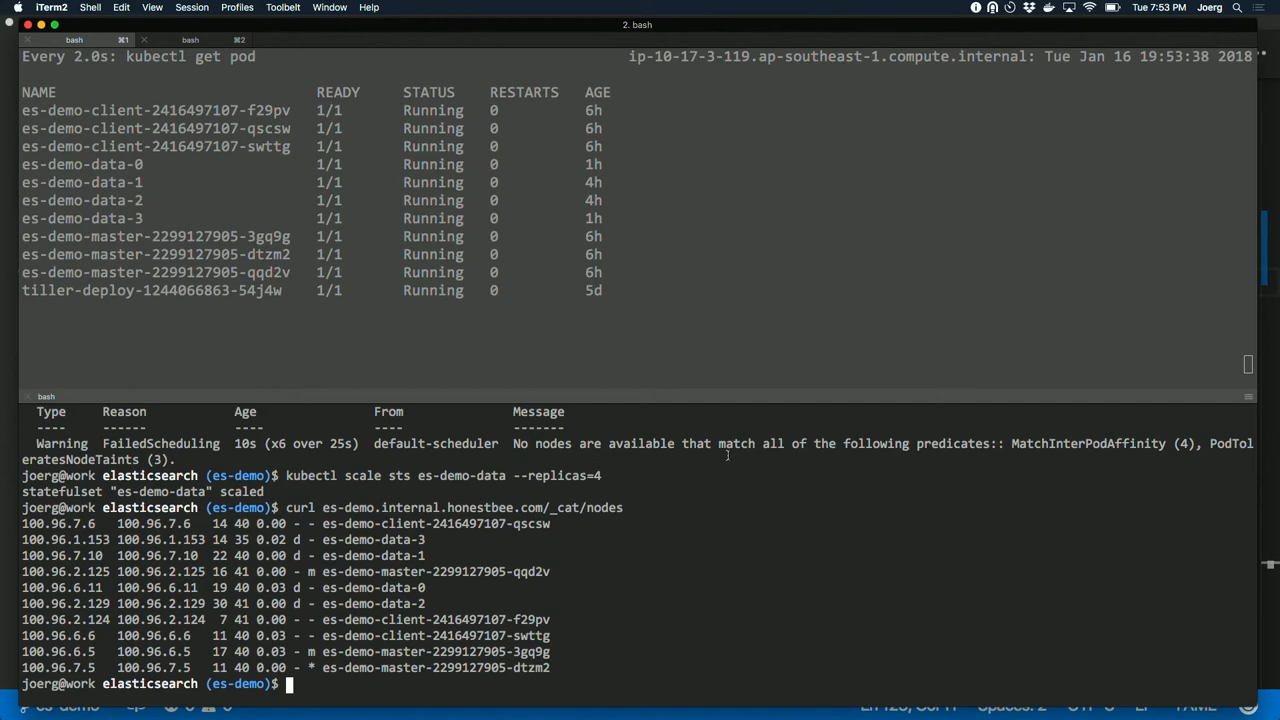 iTerm2 Shell Edit View Session Profiles Toolbelt Window Help Tue 7:53 PM Joerg
2. bash
bash ⌘1 bash ⌘2
Every 2.0s: kubectl get pod ip-10-17-3-119.ap-southeast-1.compute.internal: Tue Jan 16 19:53:38 2018
NAME READY STATUS RESTARTS AGE
es-demo-client-2416497107-f29pv 1/1 Running 0 6h
es-demo-client-2416497107-qscsw 1/1 Running 0 6h
es-demo-client-2416497107-swttg 1/1 Running 0 6h
es-demo-data-0 1/1 Running 0 1h
es-demo-data-1 1/1 Running 0 4h
es-demo-data-2 1/1 Running 0 4h
es-demo-data-3 1/1 Running 0 1h
es-demo-master-2299127905-3gq9g 1/1 Running 0 6h
es-demo-master-2299127905-dtzm2 1/1 Running 0 6h
es-demo-master-2299127905-qqd2v 1/1 Running 0 6h
tiller-deploy-1244066863-54j4w 1/1 Running 0 5d
bash
Type Reason Age From Message
---- ------ ---- ---- -------
Warning FailedScheduling 10s (x6 over 25s) default-scheduler No nodes are available that match all of the following predicates:: MatchInterPodAffinity (4), PodTol
eratesNodeTaints (3).
joerg@work elasticsearch (es-demo)$ kubectl scale sts es-demo-data --replicas=4
statefulset "es-demo-data" scaled
joerg@work elasticsearch (es-demo)$ curl es-demo.internal.honestbee.com/_cat/nodes
100.96.7.6 100.96.7.6 14 40 0.00 - - es-demo-client-2416497107-qscsw
100.96.1.153 100.96.1.153 14 35 0.02 d - es-demo-data-3
100.96.7.10 100.96.7.10 22 40 0.00 d - es-demo-data-1
100.96.2.125 100.96.2.125 16 41 0.00 - m es-demo-master-2299127905-qqd2v
100.96.6.11 100.96.6.11 19 40 0.03 d - es-demo-data-0
100.96.2.129 100.96.2.129 30 41 0.00 d - es-demo-data-2
100.96.2.124 100.96.2.124 7 41 0.00 - - es-demo-client-2416497107-f29pv
100.96.6.6 100.96.6.6 11 40 0.03 - - es-demo-client-2416497107-swttg
100.96.6.5 100.96.6.5 17 40 0.03 - m es-demo-master-2299127905-3gq9g
100.96.7.5 100.96.7.5 11 40 0.00 - * es-demo-master-2299127905-dtzm2
joerg@work elasticsearch (es-demo)$